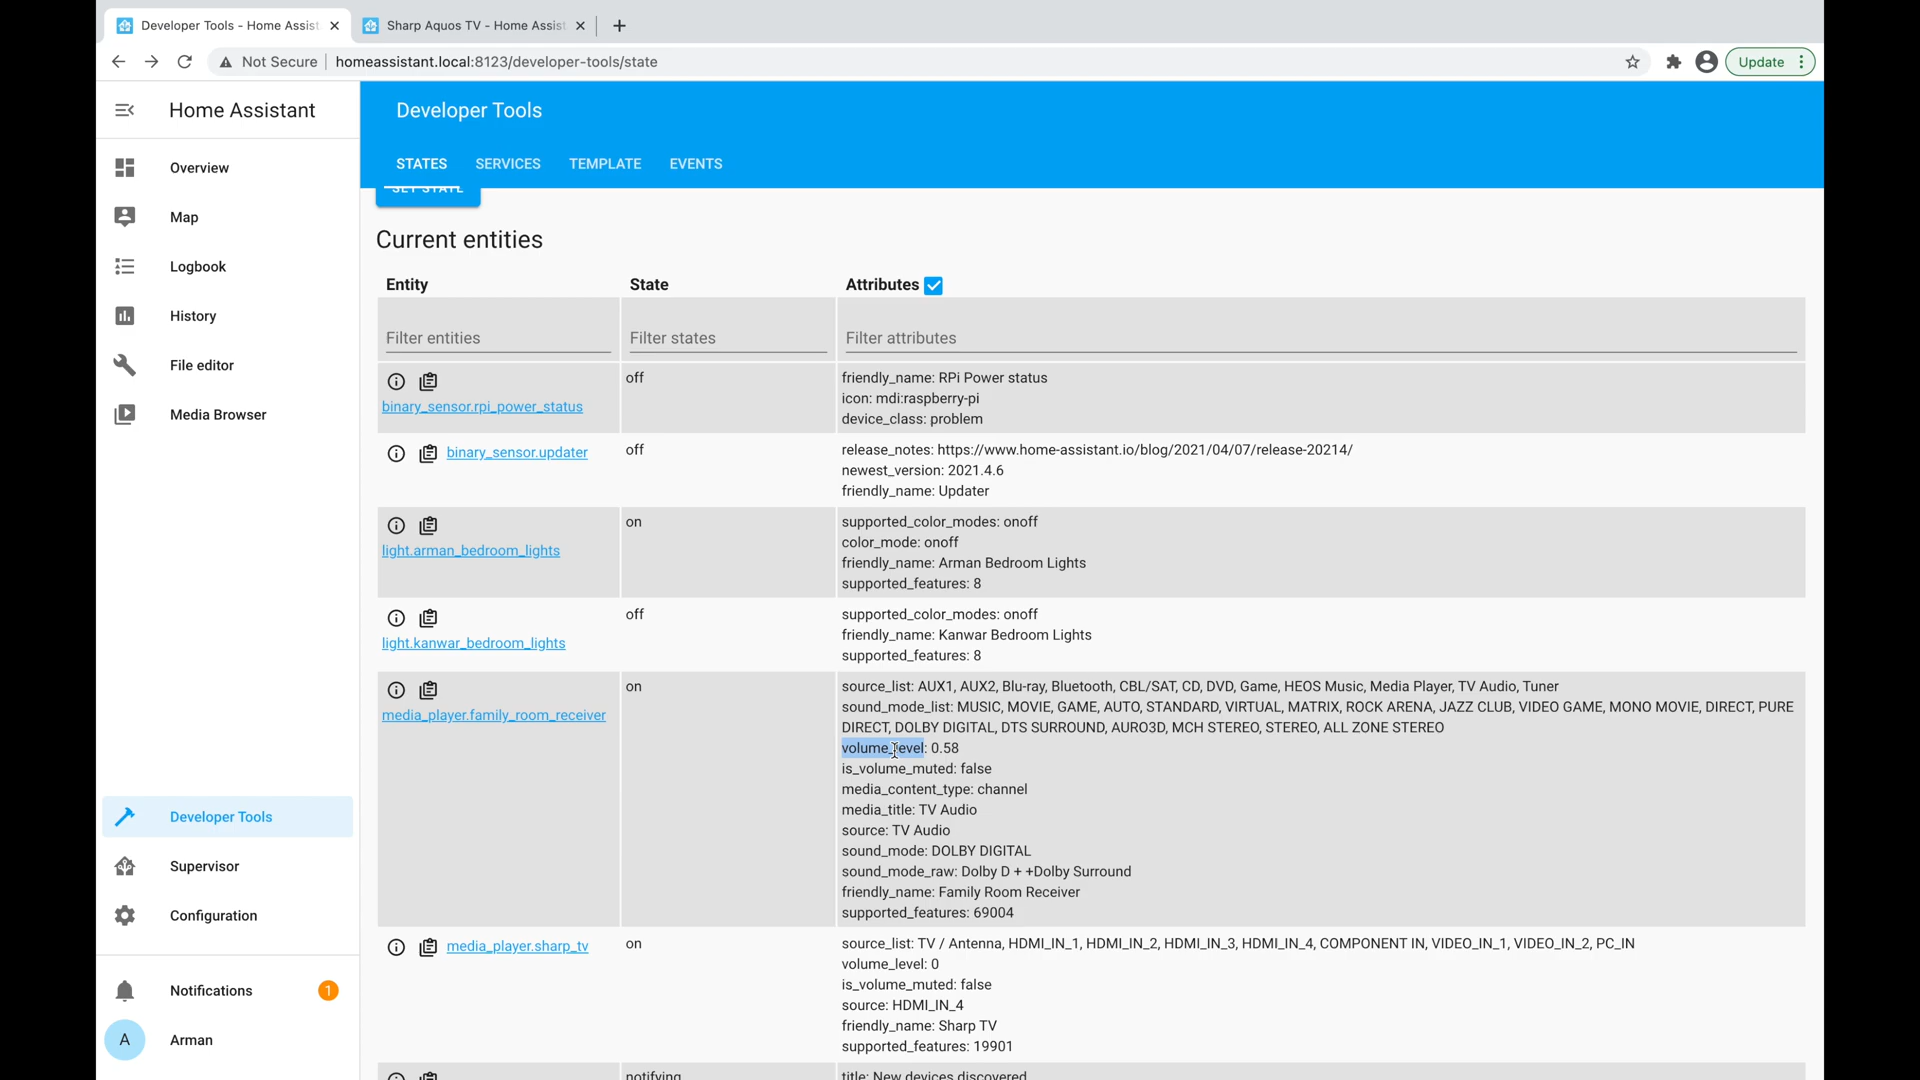 Developer Tools - Home Assist
Sharp Aquos TV - Home Assist
Not Secure
homeassistant.local:8123/developer-tools/state
Update
Home Assistant
Developer Tools
STATES
SERVICES
TEMPLATE
EVENTS
SET STATE
Overview
Map
Logbook
History
File editor
Media Browser
Developer Tools
Supervisor
Configuration
Notifications
1
A
Arman
Current entities
Entity
State
Attributes
Filter entities
Filter states
Filter attributes
binary_sensor.rpi_power_status
off
friendly_name: RPi Power status
icon: mdi:raspberry-pi
device_class: problem
binary_sensor.updater
off
release_notes: https://www.home-assistant.io/blog/2021/04/07/release-20214/
newest_version: 2021.4.6
friendly_name: Updater
light.arman_bedroom_lights
on
supported_color_modes: onoff
color_mode: onoff
friendly_name: Arman Bedroom Lights
supported_features: 8
light.kanwar_bedroom_lights
off
supported_color_modes: onoff
friendly_name: Kanwar Bedroom Lights
supported_features: 8
media_player.family_room_receiver
on
source_list: AUX1, AUX2, Blu-ray, Bluetooth, CBL/SAT, CD, DVD, Game, HEOS Music, Media Player, TV Audio, Tuner
sound_mode_list: MUSIC, MOVIE, GAME, AUTO, STANDARD, VIRTUAL, MATRIX, ROCK ARENA, JAZZ CLUB, VIDEO GAME, MONO MOVIE, DIRECT, PURE
DIRECT, DOLBY DIGITAL, DTS SURROUND, AURO3D, MCH STEREO, STEREO, ALL ZONE STEREO
volume_level: 0.58
is_volume_muted: false
media_content_type: channel
media_title: TV Audio
source: TV Audio
sound_mode: DOLBY DIGITAL
sound_mode_raw: Dolby D + +Dolby Surround
friendly_name: Family Room Receiver
supported_features: 69004
media_player.sharp_tv
on
source_list: TV / Antenna, HDMI_IN_1, HDMI_IN_2, HDMI_IN_3, HDMI_IN_4, COMPONENT IN, VIDEO_IN_1, VIDEO_IN_2, PC_IN
volume_level: 0
is_volume_muted: false
source: HDMI_IN_4
friendly_name: Sharp TV
supported_features: 19901
notifying
title: New devices discovered